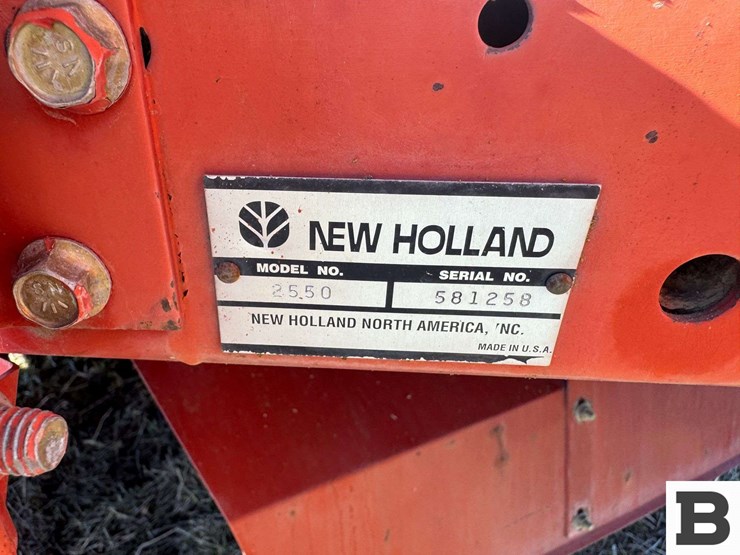 NEW HOLLAND
MODEL NO. SERIAL NO.
2550 581258
NEW HOLLAND NORTH AMERICA, INC.
MADE IN U.S.A.
B